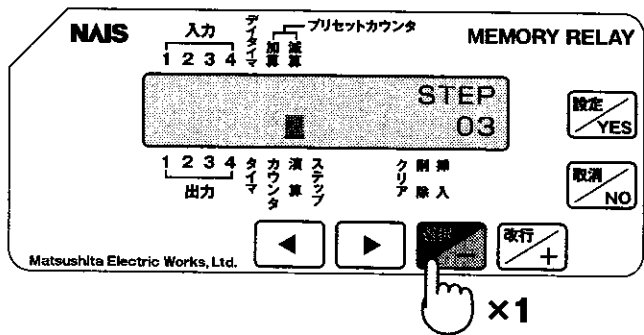 NAiS
MEMORY RELAY
入力
1 2 3 4
デイタイマ
加算
減算
プリセットカウンタ
STEP
03
1 2 3 4
出力
タイマ
カウンタ
演算
ステップ
クリア
削除
挿入
設定
YES
取消
NO
−
改行
+
Matsushita Electric Works, Ltd.
×1